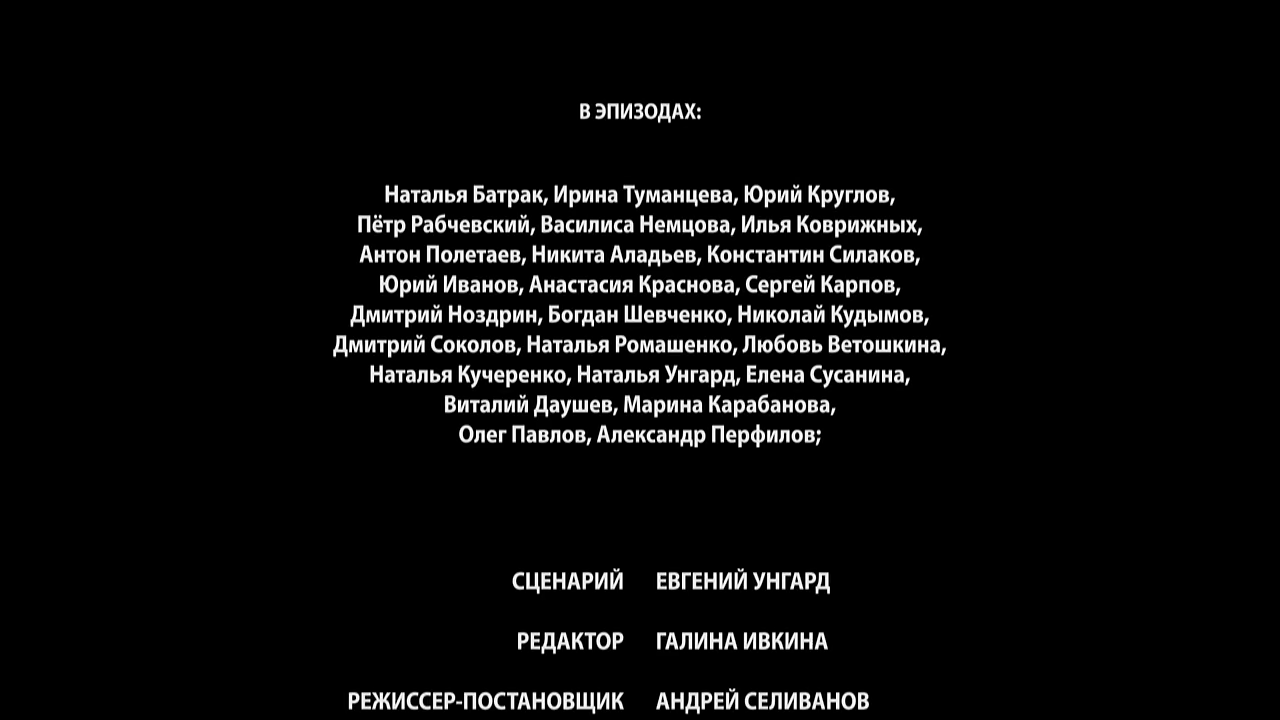 В ЭПИЗОДАХ:
Наталья Батрак, Ирина Туманцева, Юрий Круглов,
Пётр Рабчевский, Василиса Немцова, Илья Коврижных,
Антон Полетаев, Никита Аладьев, Константин Силаков,
Юрий Иванов, Анастасия Краснова, Сергей Карпов,
Дмитрий Ноздрин, Богдан Шевченко, Николай Кудымов,
Дмитрий Соколов, Наталья Ромашенко, Любовь Ветошкина,
Наталья Кучеренко, Наталья Унгард, Елена Сусанина,
Виталий Даушев, Марина Карабанова,
Олег Павлов, Александр Перфилов;
СЦЕНАРИЙ ЕВГЕНИЙ УНГАРД
РЕДАКТОР ГАЛИНА ИВКИНА
РЕЖИССЕР-ПОСТАНОВЩИК АНДРЕЙ СЕЛИВАНОВ